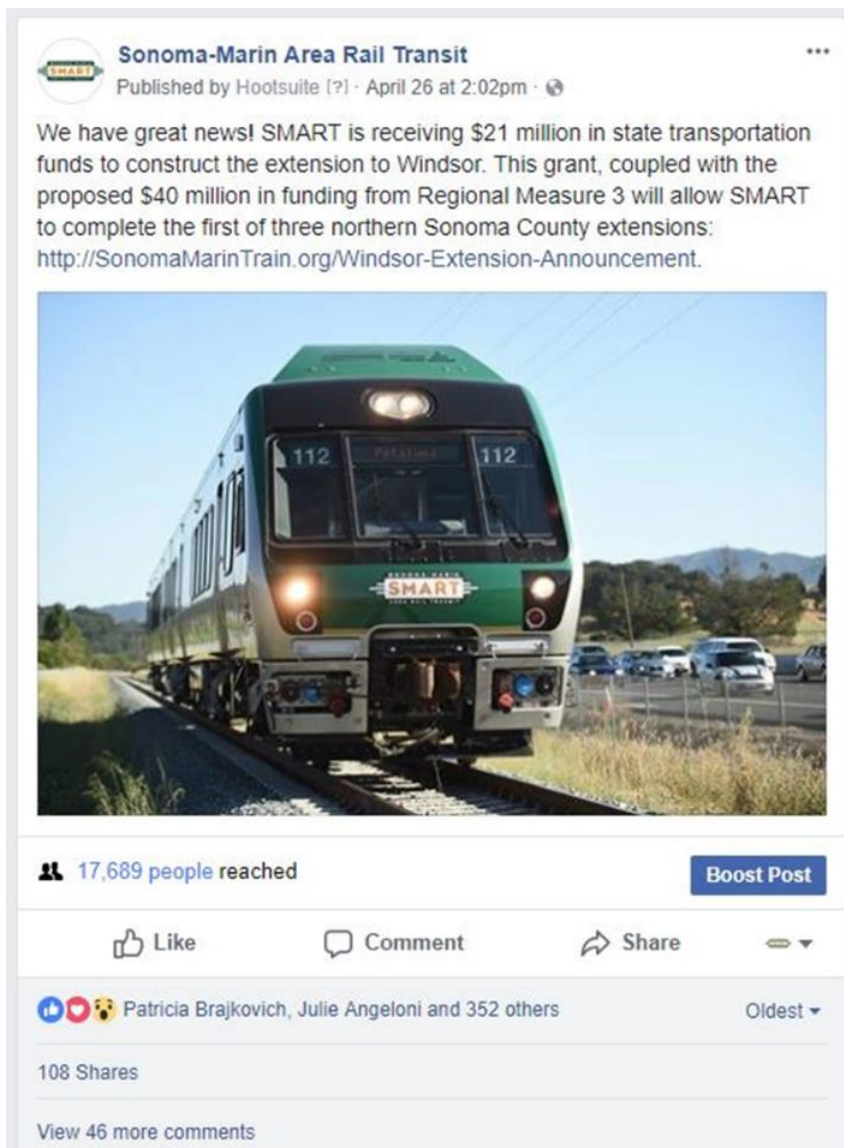 Sonoma-Marin Area Rail Transit
Published by Hootsuite [?] · April 26 at 2:02pm ·
We have great news! SMART is receiving $21 million in state transportation
funds to construct the extension to Windsor. This grant, coupled with the
proposed $40 million in funding from Regional Measure 3 will allow SMART
to complete the first of three northern Sonoma County extensions:
http://SonomaMarinTrain.org/Windsor-Extension-Announcement.
112
Petaluma
112
SONOMA-MARIN
SMART
AREA RAIL TRANSIT
17,689 people reached
Boost Post
Like
Comment
Share
Patricia Brajkovich, Julie Angeloni and 352 others
Oldest
108 Shares
View 46 more comments